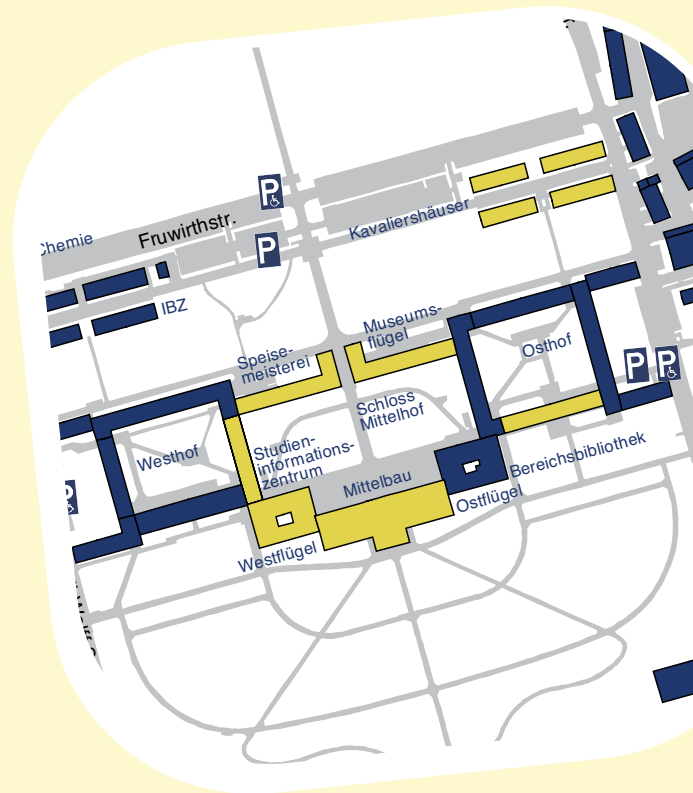 P
Chemie
Fruwirthstr.
P
Kavaliershäuser
IBZ
Museums-
flügel
Speise-
meisterei
Osthof
P
P
Schloss
Mittelhof
Westhof
Studien-
informations-
zentrum
Mittelbau
Bereichsbibliothek
Ostflügel
P
Westflügel